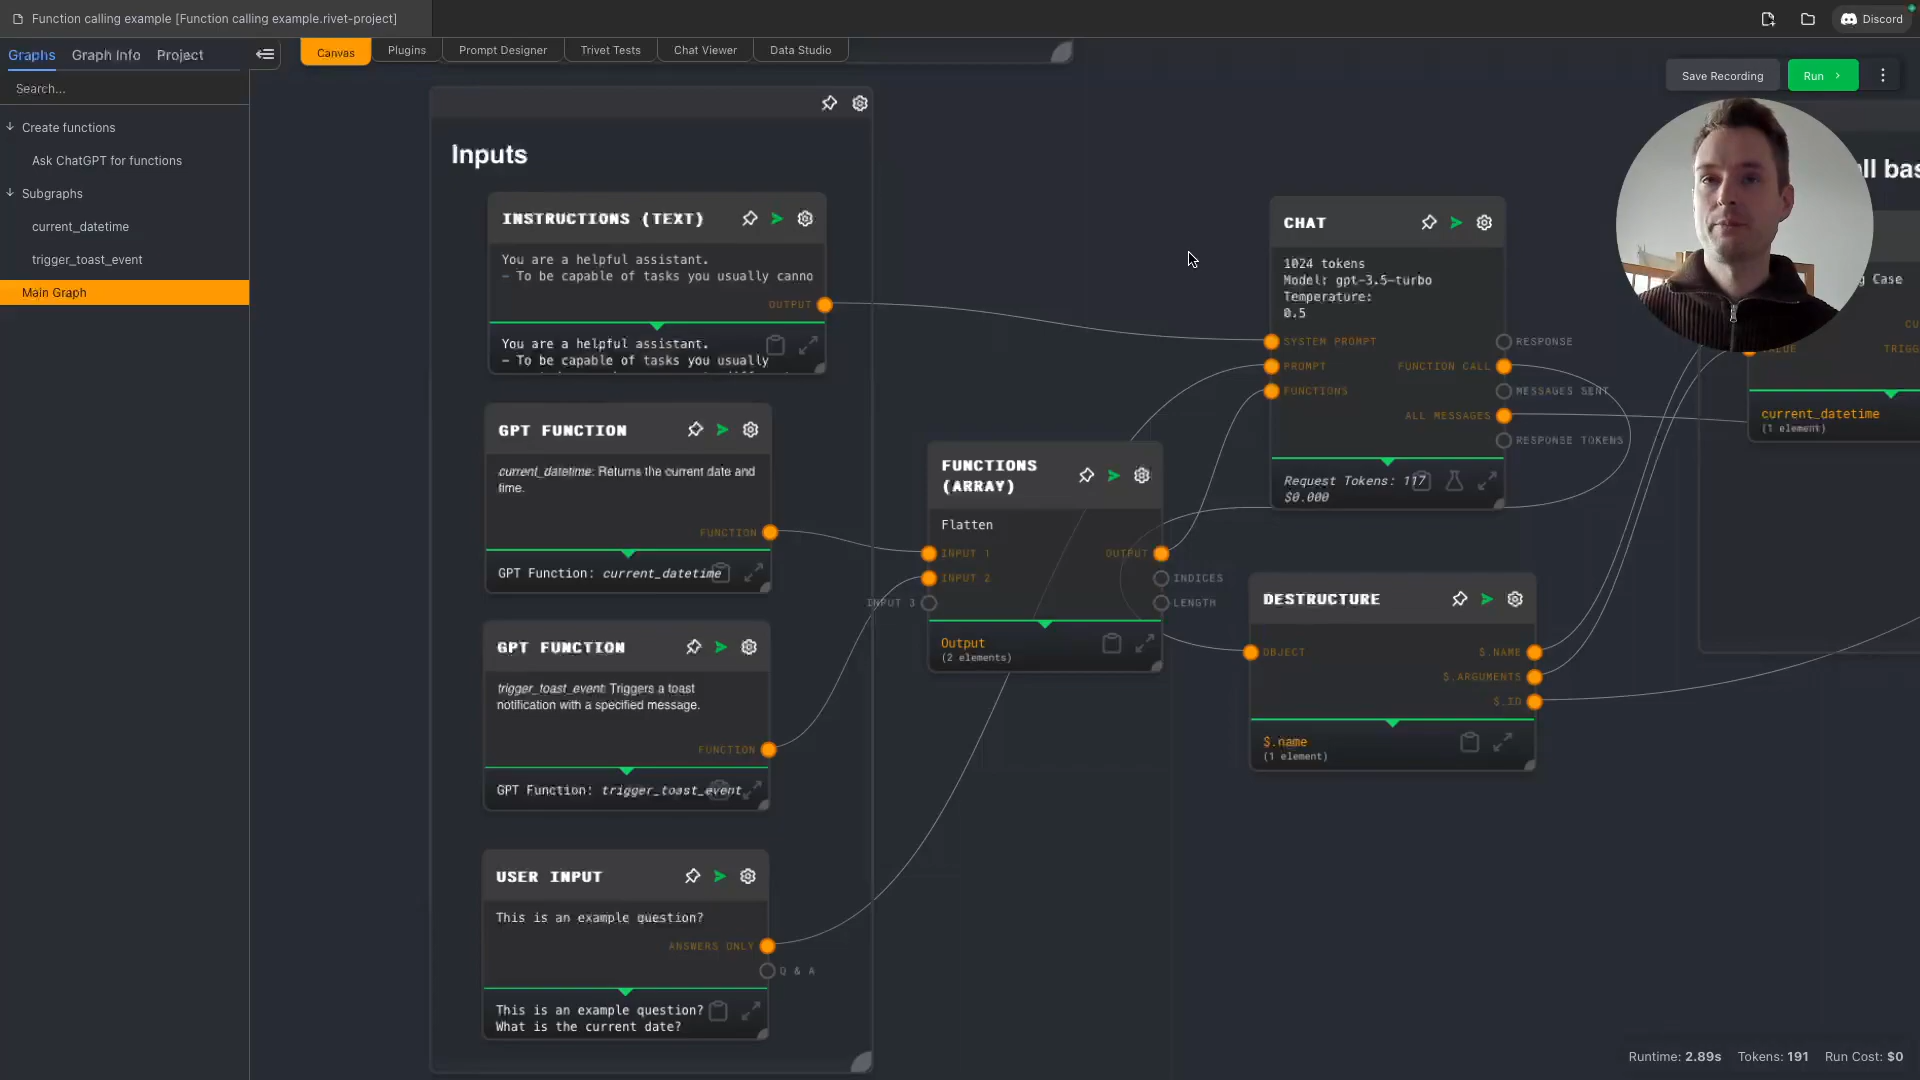 Function calling example [Function calling example.rivet-project]
Discord
Graphs
Graph Info
Project
Canvas
Plugins
Prompt Designer
Trivet Tests
Chat Viewer
Data Studio
Save Recording
Run
Search...
Create functions
Ask ChatGPT for functions
Subgraphs
current_datetime
trigger_toast_event
Main Graph
Inputs
INSTRUCTIONS (TEXT)
You are a helpful assistant.
- To be capable of tasks you usually canno
OUTPUT
You are a helpful assistant.
- To be capable of tasks you usually
GPT FUNCTION
current_datetime: Returns the current date and
time.
FUNCTION
GPT Function: current_datetime
GPT FUNCTION
trigger_toast_event: Triggers a toast
notification with a specified message.
FUNCTION
GPT Function: trigger_toast_event
USER INPUT
This is an example question?
ANSWERS ONLY
Q & A
This is an example question?
What is the current date?
FUNCTIONS
(ARRAY)
Flatten
INPUT 1
INPUT 2
INPUT 3
OUTPUT
INDICES
LENGTH
Output
(2 elements)
CHAT
1024 tokens
Model: gpt-3.5-turbo
Temperature:
0.5
SYSTEM PROMPT
PROMPT
FUNCTIONS
RESPONSE
FUNCTION CALL
MESSAGES SENT
ALL MESSAGES
RESPONSE TOKENS
Request Tokens: 117
$0.000
DESTRUCTURE
OBJECT
$.NAME
$.ARGUMENTS
$.ID
$.name
(1 element)
ll bas
g Case
CU
VALUE
TRIGG
current_datetime
(1 element)
Runtime: 2.89s
Tokens: 191
Run Cost: $0